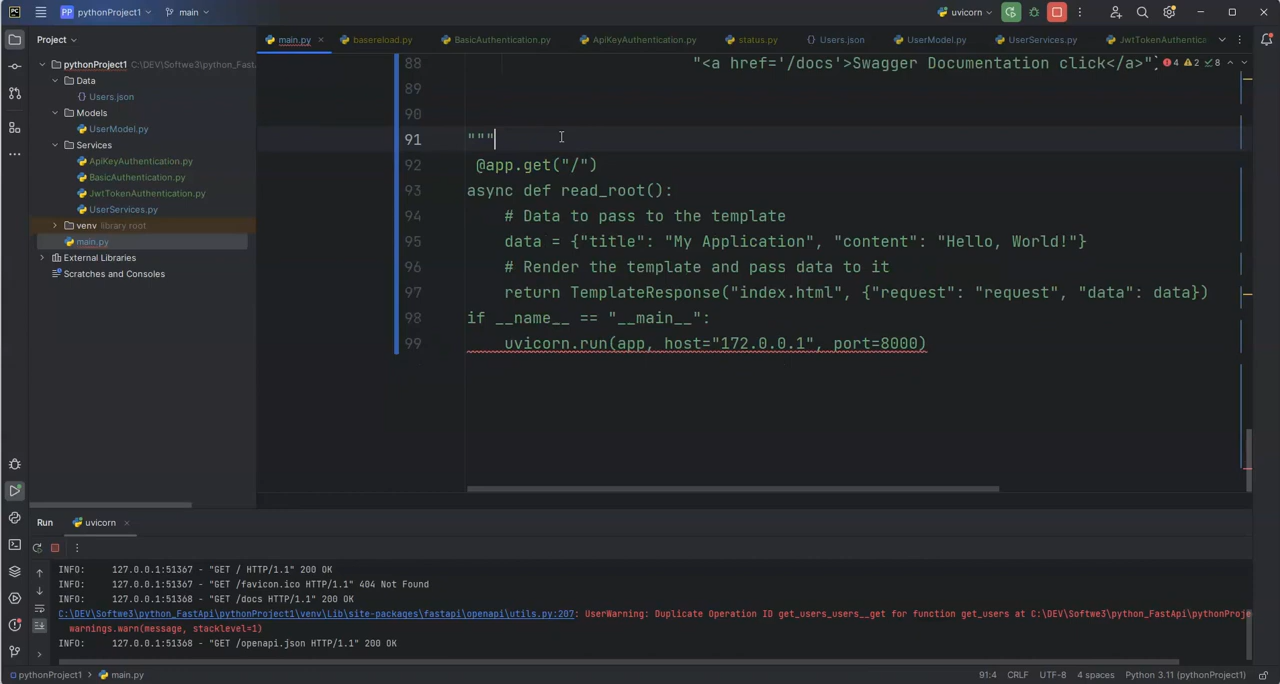 PC
PP pythonProject1
main
uvicorn
Project
main.py
basereload.py
BasicAuthentication.py
ApiKeyAuthentication.py
status.py
{} Users.json
UserModel.py
UserServices.py
JwtTokenAuthentica
pythonProject1 C:\DEV\Softwe3\python_Fast
Data
{} Users.json
Models
UserModel.py
Services
ApiKeyAuthentication.py
BasicAuthentication.py
JwtTokenAuthentication.py
UserServices.py
venv library root
main.py
External Libraries
Scratches and Consoles
88 "<a href='/docs'>Swagger Documentation click</a>") 4 2 8
89
90
91 """
92 @app.get("/")
93 async def read_root():
94 # Data to pass to the template
95 data = {"title": "My Application", "content": "Hello, World!"}
96 # Render the template and pass data to it
97 return TemplateResponse("index.html", {"request": "request", "data": data})
98 if __name__ == "__main__":
99 uvicorn.run(app, host="172.0.0.1", port=8000)
Run
uvicorn
INFO: 127.0.0.1:51367 - "GET / HTTP/1.1" 200 OK
INFO: 127.0.0.1:51367 - "GET /favicon.ico HTTP/1.1" 404 Not Found
INFO: 127.0.0.1:51368 - "GET /docs HTTP/1.1" 200 OK
C:\DEV\Softwe3\python_FastApi\pythonProject1\venv\Lib\site-packages\fastapi\openapi\utils.py:207: UserWarning: Duplicate Operation ID get_users_users__get for function get_users at C:\DEV\Softwe3\python_FastApi\pythonProje
warnings.warn(message, stacklevel=1)
INFO: 127.0.0.1:51368 - "GET /openapi.json HTTP/1.1" 200 OK
pythonProject1 > main.py
91:4 CRLF UTF-8 4 spaces Python 3.11 (pythonProject1)